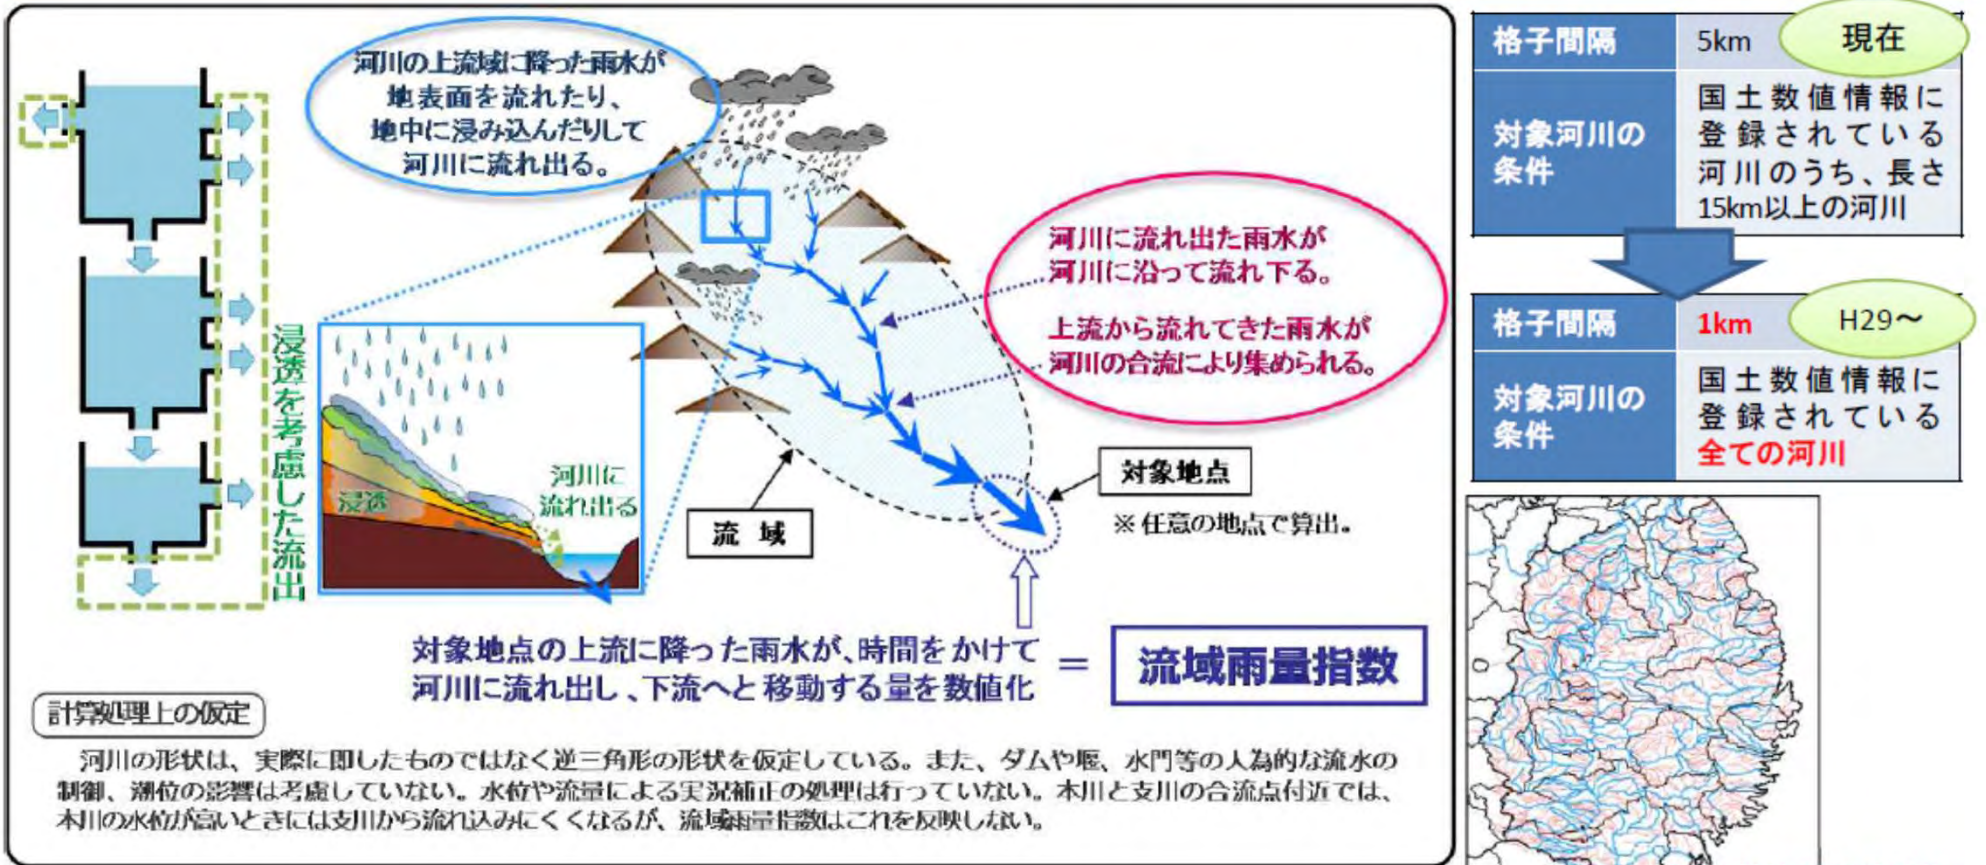 河川の上流域に降った雨水が
地表面を流れたり、
地中に浸み込んだりして
河川に流れ出る。
浸透を考慮した流出
浸透
河川に
流れ出る
河川に流れ出た雨水が
河川に沿って流れ下る。
上流から流れてきた雨水が
河川の合流により集められる。
流域
対象地点
※任意の地点で算出。
対象地点の上流に降った雨水が、時間をかけて
河川に流れ出し、下流へと移動する量を数値化
=
流域雨量指数
計算処理上の仮定
河川の形状は、実際に即したものではなく逆三角形の形状を仮定している。また、ダムや堰、水門等の人為的な流水の
制御、潮位の影響は考慮していない。水位や流量による実況補正の処理は行っていない。本川と支川の合流点付近では、
本川の水位が高いときには支川から流れ込みにくくなるが、流域雨量指数はこれを反映しない。
格子間隔 5km 現在
対象河川の
条件
国土数値情報に
登録されている
河川のうち、長さ
15km以上の河川
格子間隔 1km H29～
対象河川の
条件
国土数値情報に
登録されている
全ての河川